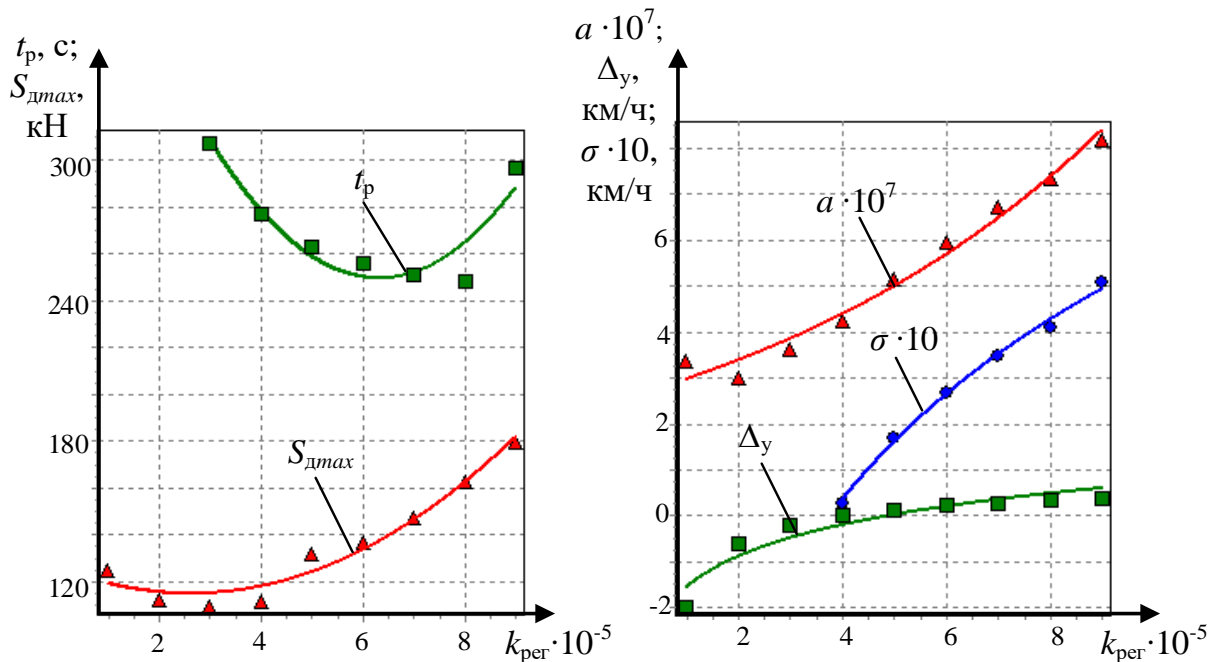 t_р, с;
S_дmax,
кН
300
240
180
120
t_р
S_дmax
2
4
6
8
k_рег·10^-5
a·10^7;
Δ_у,
км/ч;
σ·10,
км/ч
6
4
2
0
-2
a·10^7
σ·10
Δ_у
2
4
6
8
k_рег·10^-5